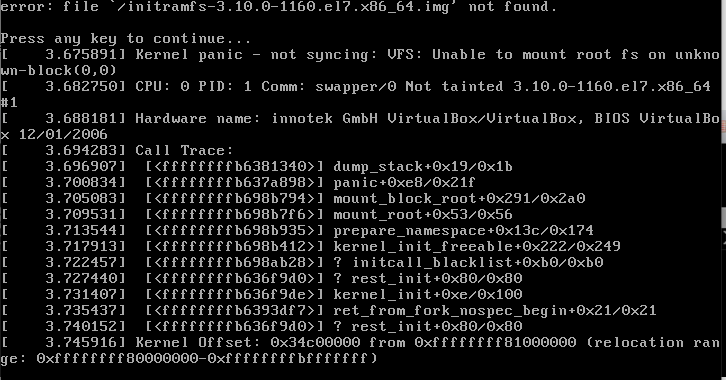 error: file `/initramfs-3.10.0-1160.el7.x86_64.img' not found.
Press any key to continue...
[    3.675891] Kernel panic - not syncing: VFS: Unable to mount root fs on unkno
wn-block(0,0)
[    3.682750] CPU: 0 PID: 1 Comm: swapper/0 Not tainted 3.10.0-1160.el7.x86_64
#1
[    3.688181] Hardware name: innotek GmbH VirtualBox/VirtualBox, BIOS VirtualBo
x 12/01/2006
[    3.694283] Call Trace:
[    3.696907]  [<ffffffffb6381340>] dump_stack+0x19/0x1b
[    3.700834]  [<ffffffffb637a898>] panic+0xe8/0x21f
[    3.705083]  [<ffffffffb698b794>] mount_block_root+0x291/0x2a0
[    3.709531]  [<ffffffffb698b7f6>] mount_root+0x53/0x56
[    3.713544]  [<ffffffffb698b935>] prepare_namespace+0x13c/0x174
[    3.717913]  [<ffffffffb698b412>] kernel_init_freeable+0x222/0x249
[    3.722457]  [<ffffffffb698ab28>] ? initcall_blacklist+0xb0/0xb0
[    3.727440]  [<ffffffffb636f9d0>] ? rest_init+0x80/0x80
[    3.731407]  [<ffffffffb636f9de>] kernel_init+0xe/0x100
[    3.735437]  [<ffffffffb6393df7>] ret_from_fork_nospec_begin+0x21/0x21
[    3.740152]  [<ffffffffb636f9d0>] ? rest_init+0x80/0x80
[    3.745916] Kernel Offset: 0x34c00000 from 0xffffffff81000000 (relocation ran
ge: 0xffffffff80000000-0xffffffffbfffffff)